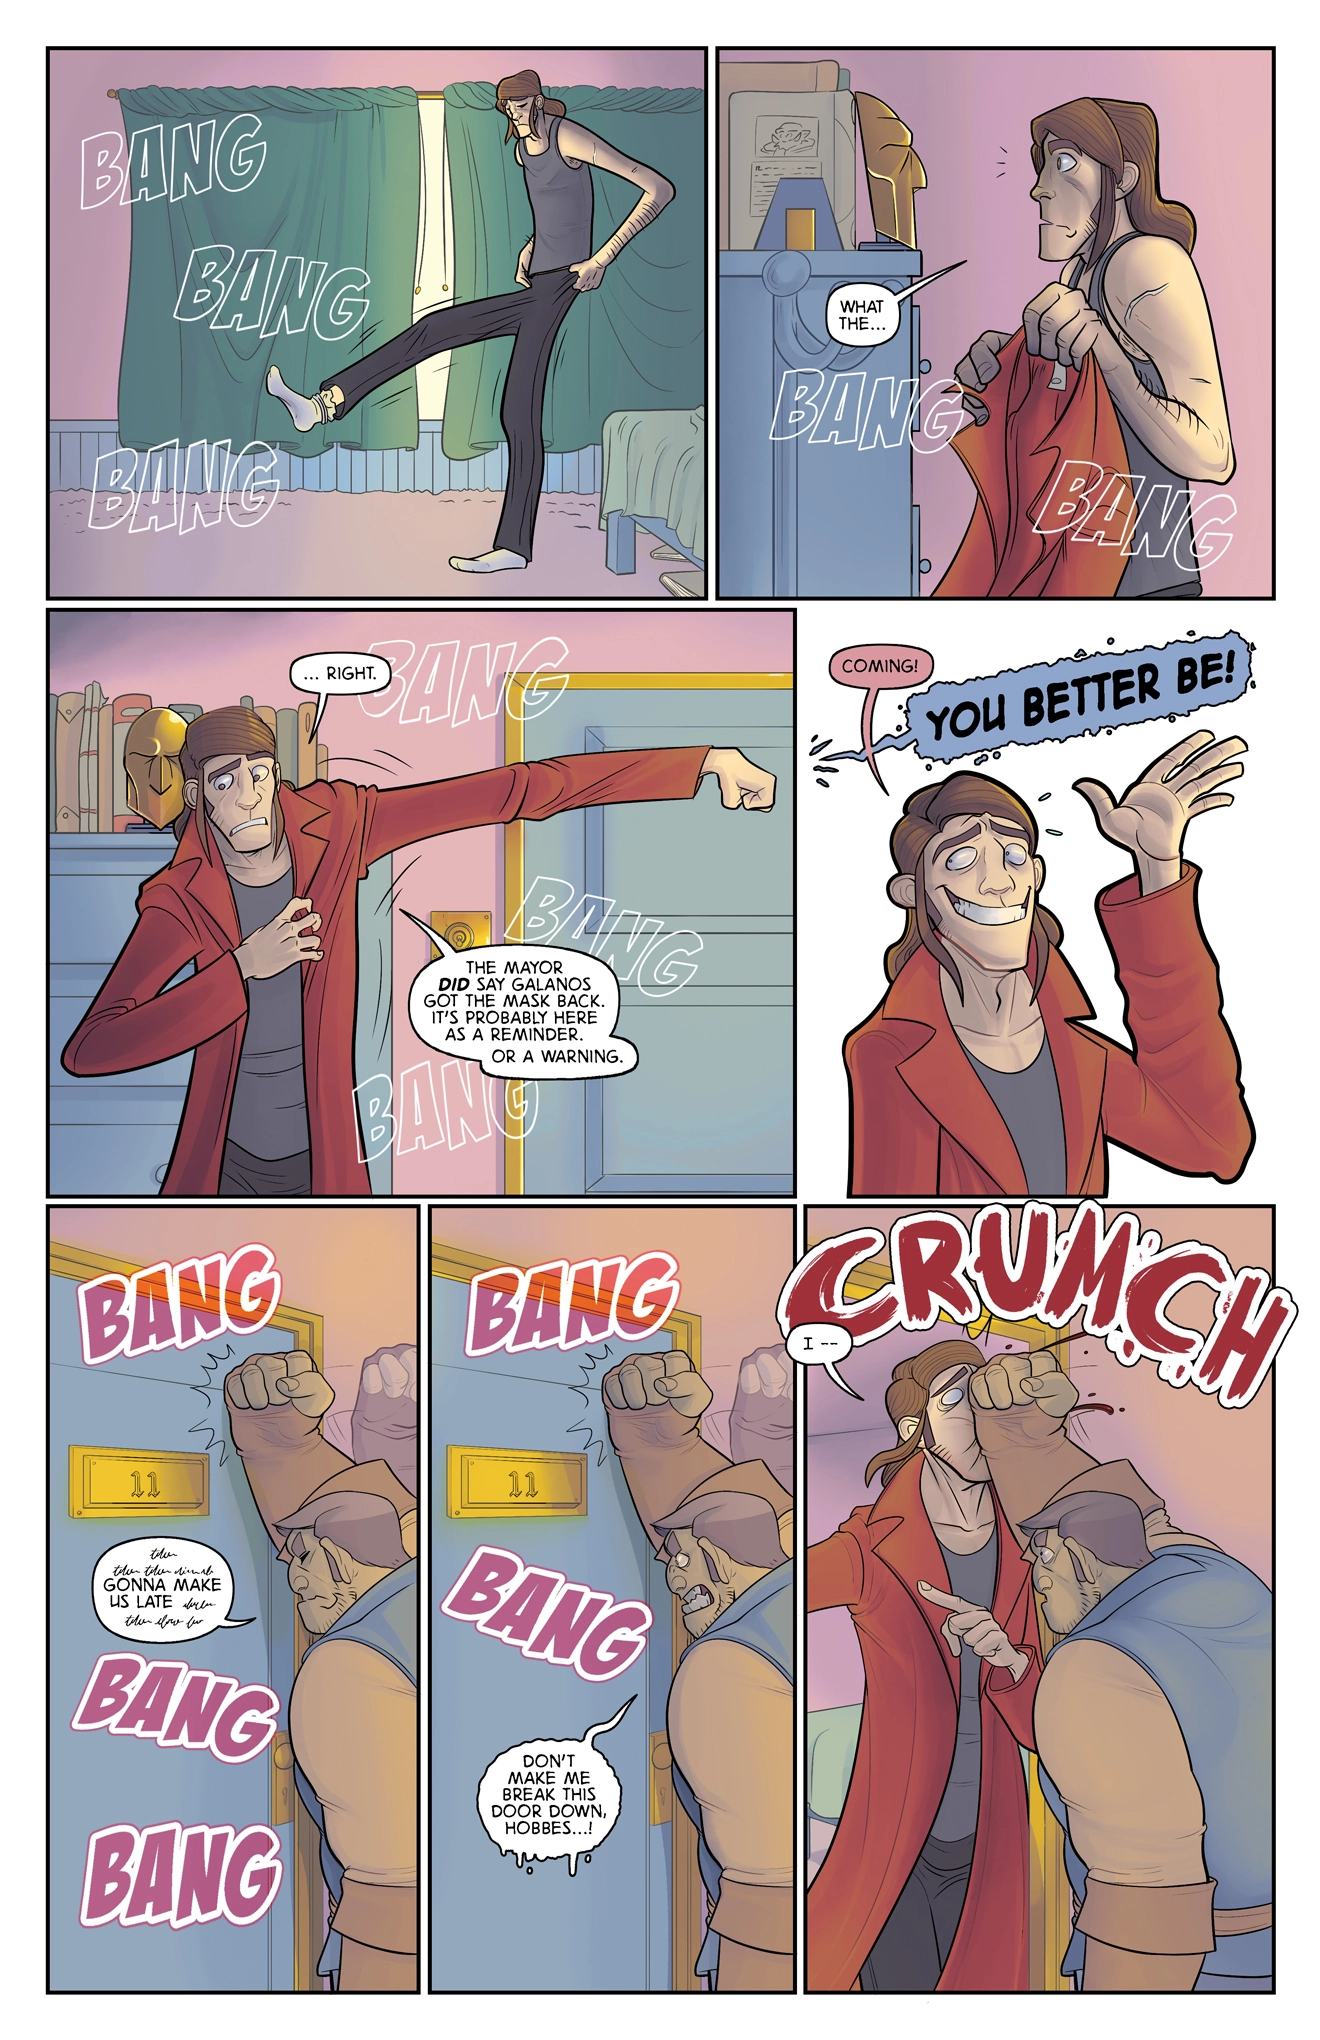 BANG
BANG
BANG
WHAT
THE...
BANG
BANG
... RIGHT.
BANG
BANG
THE MAYOR
DID SAY GALANOS
GOT THE MASK BACK.
IT'S PROBABLY HERE
AS A REMINDER.
OR A WARNING.
BANG
COMING!
YOU BETTER BE!
BANG
11
GONNA MAKE
US LATE
BANG
BANG
BANG
11
BANG
DON'T
MAKE ME
BREAK THIS
DOOR DOWN,
HOBBES...!
CRUMCH
I --